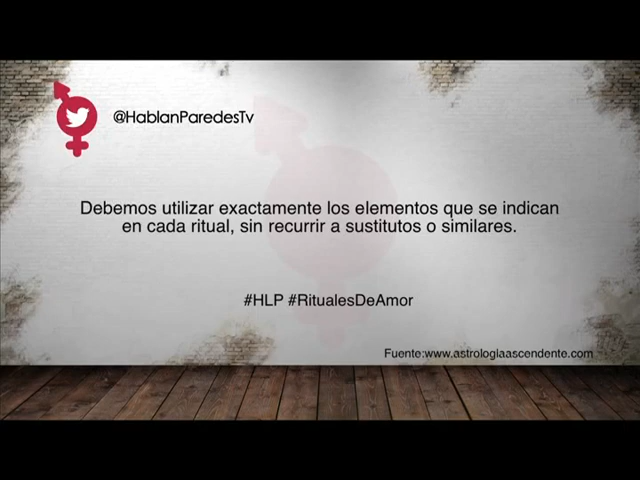 @HablanParedesTv
Debemos utilizar exactamente los elementos que se indican
en cada ritual, sin recurrir a sustitutos o similares.
#HLP #RitualesDeAmor
Fuente:www.astrologiaascendente.com